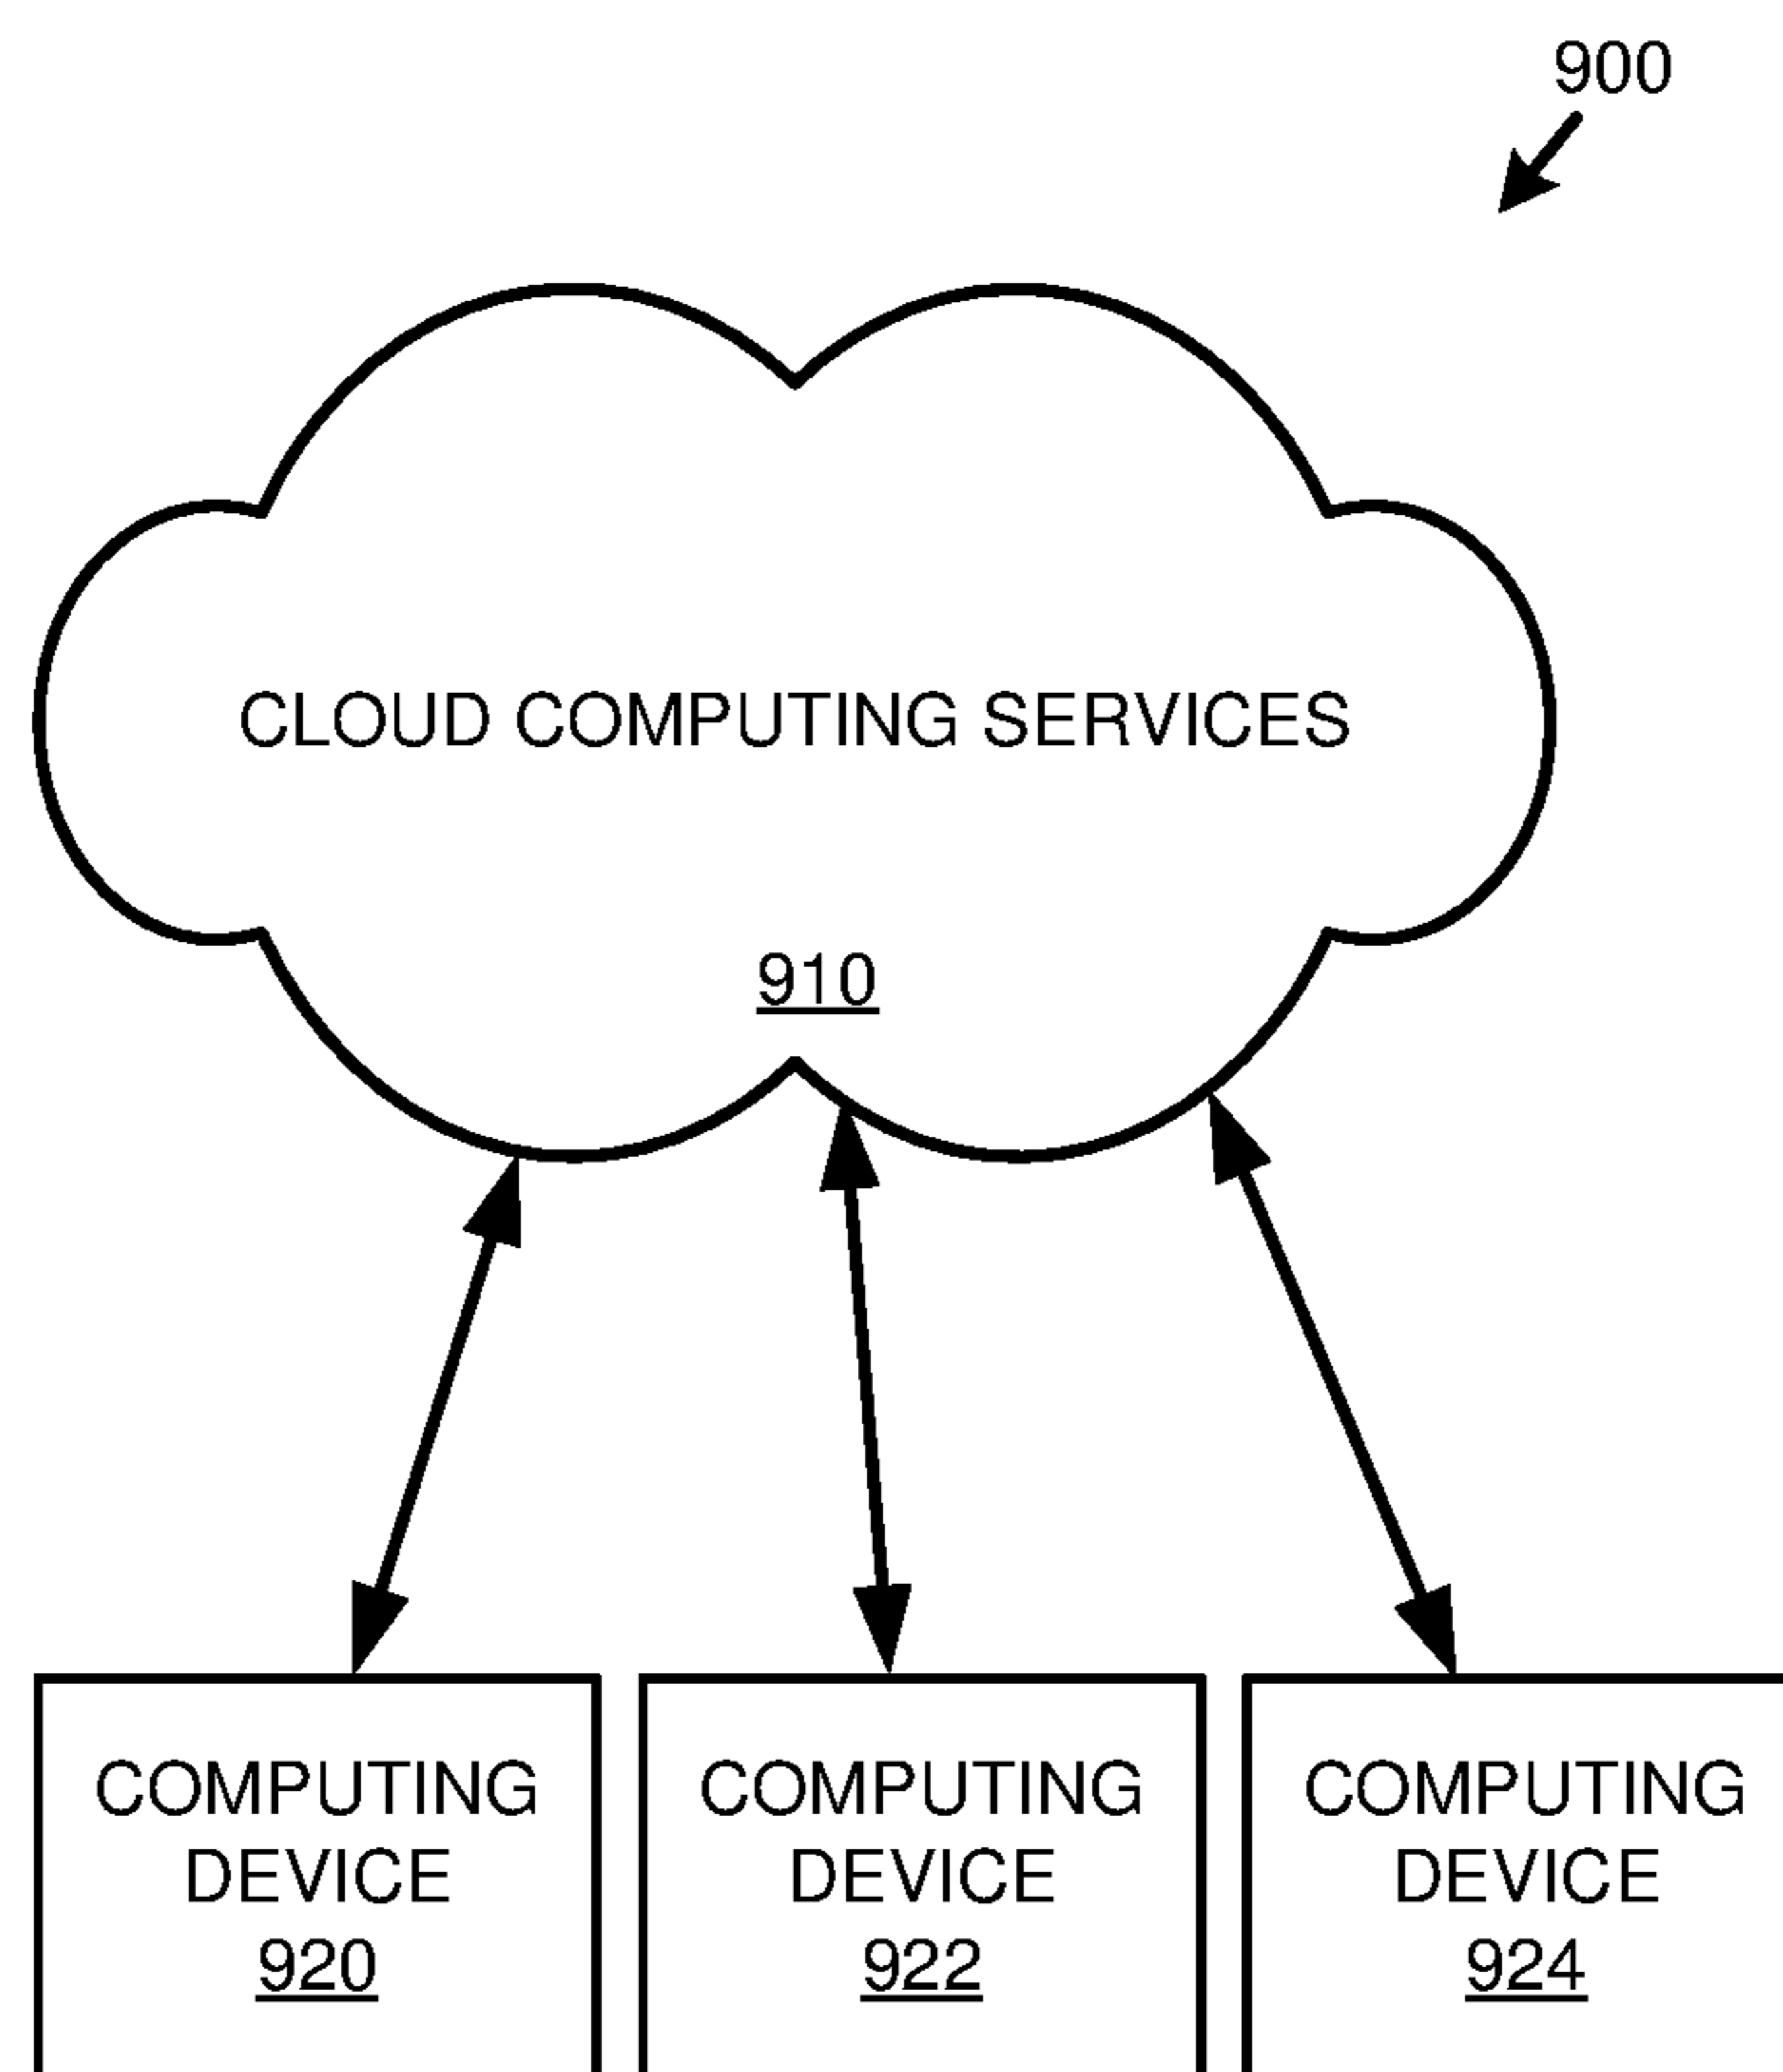 900
CLOUD COMPUTING SERVICES
910
COMPUTING
DEVICE
920
COMPUTING
DEVICE
922
COMPUTING
DEVICE
924